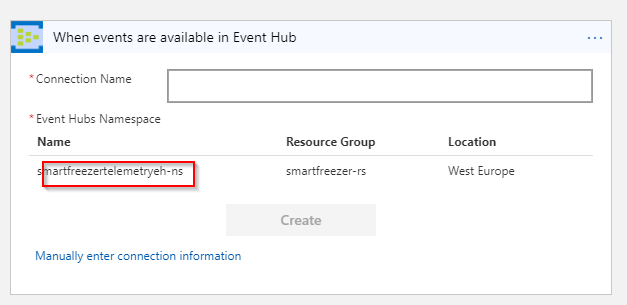 When events are available in Event Hub
...
* Connection Name
* Event Hubs Namespace
Name Resource Group Location
smartfreezertelemetryeh-ns smartfreezer-rs West Europe
Create
Manually enter connection information